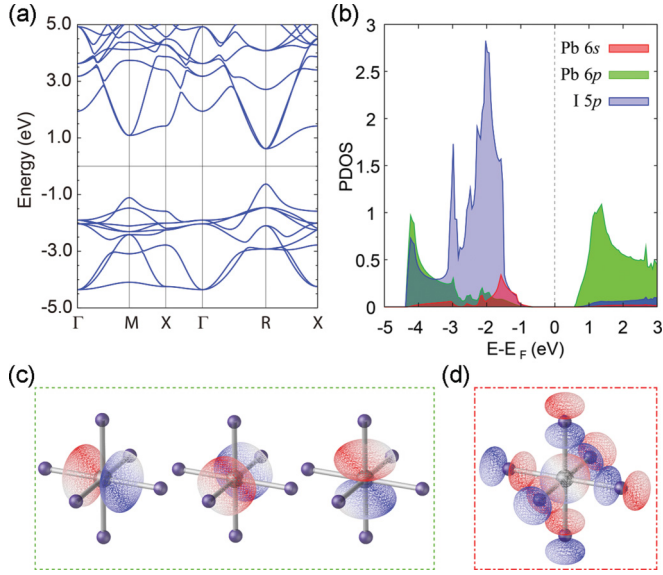 (a)
5.0
3.0
1.0
-1.0
-3.0
-5.0
Energy (eV)
Γ M X Γ R X
(b)
3
2.5
2
1.5
1
0.5
0
PDOS
Pb 6s
Pb 6p
I 5p
-5 -4 -3 -2 -1 0 1 2 3
E-E F (eV)
(c)
(d)